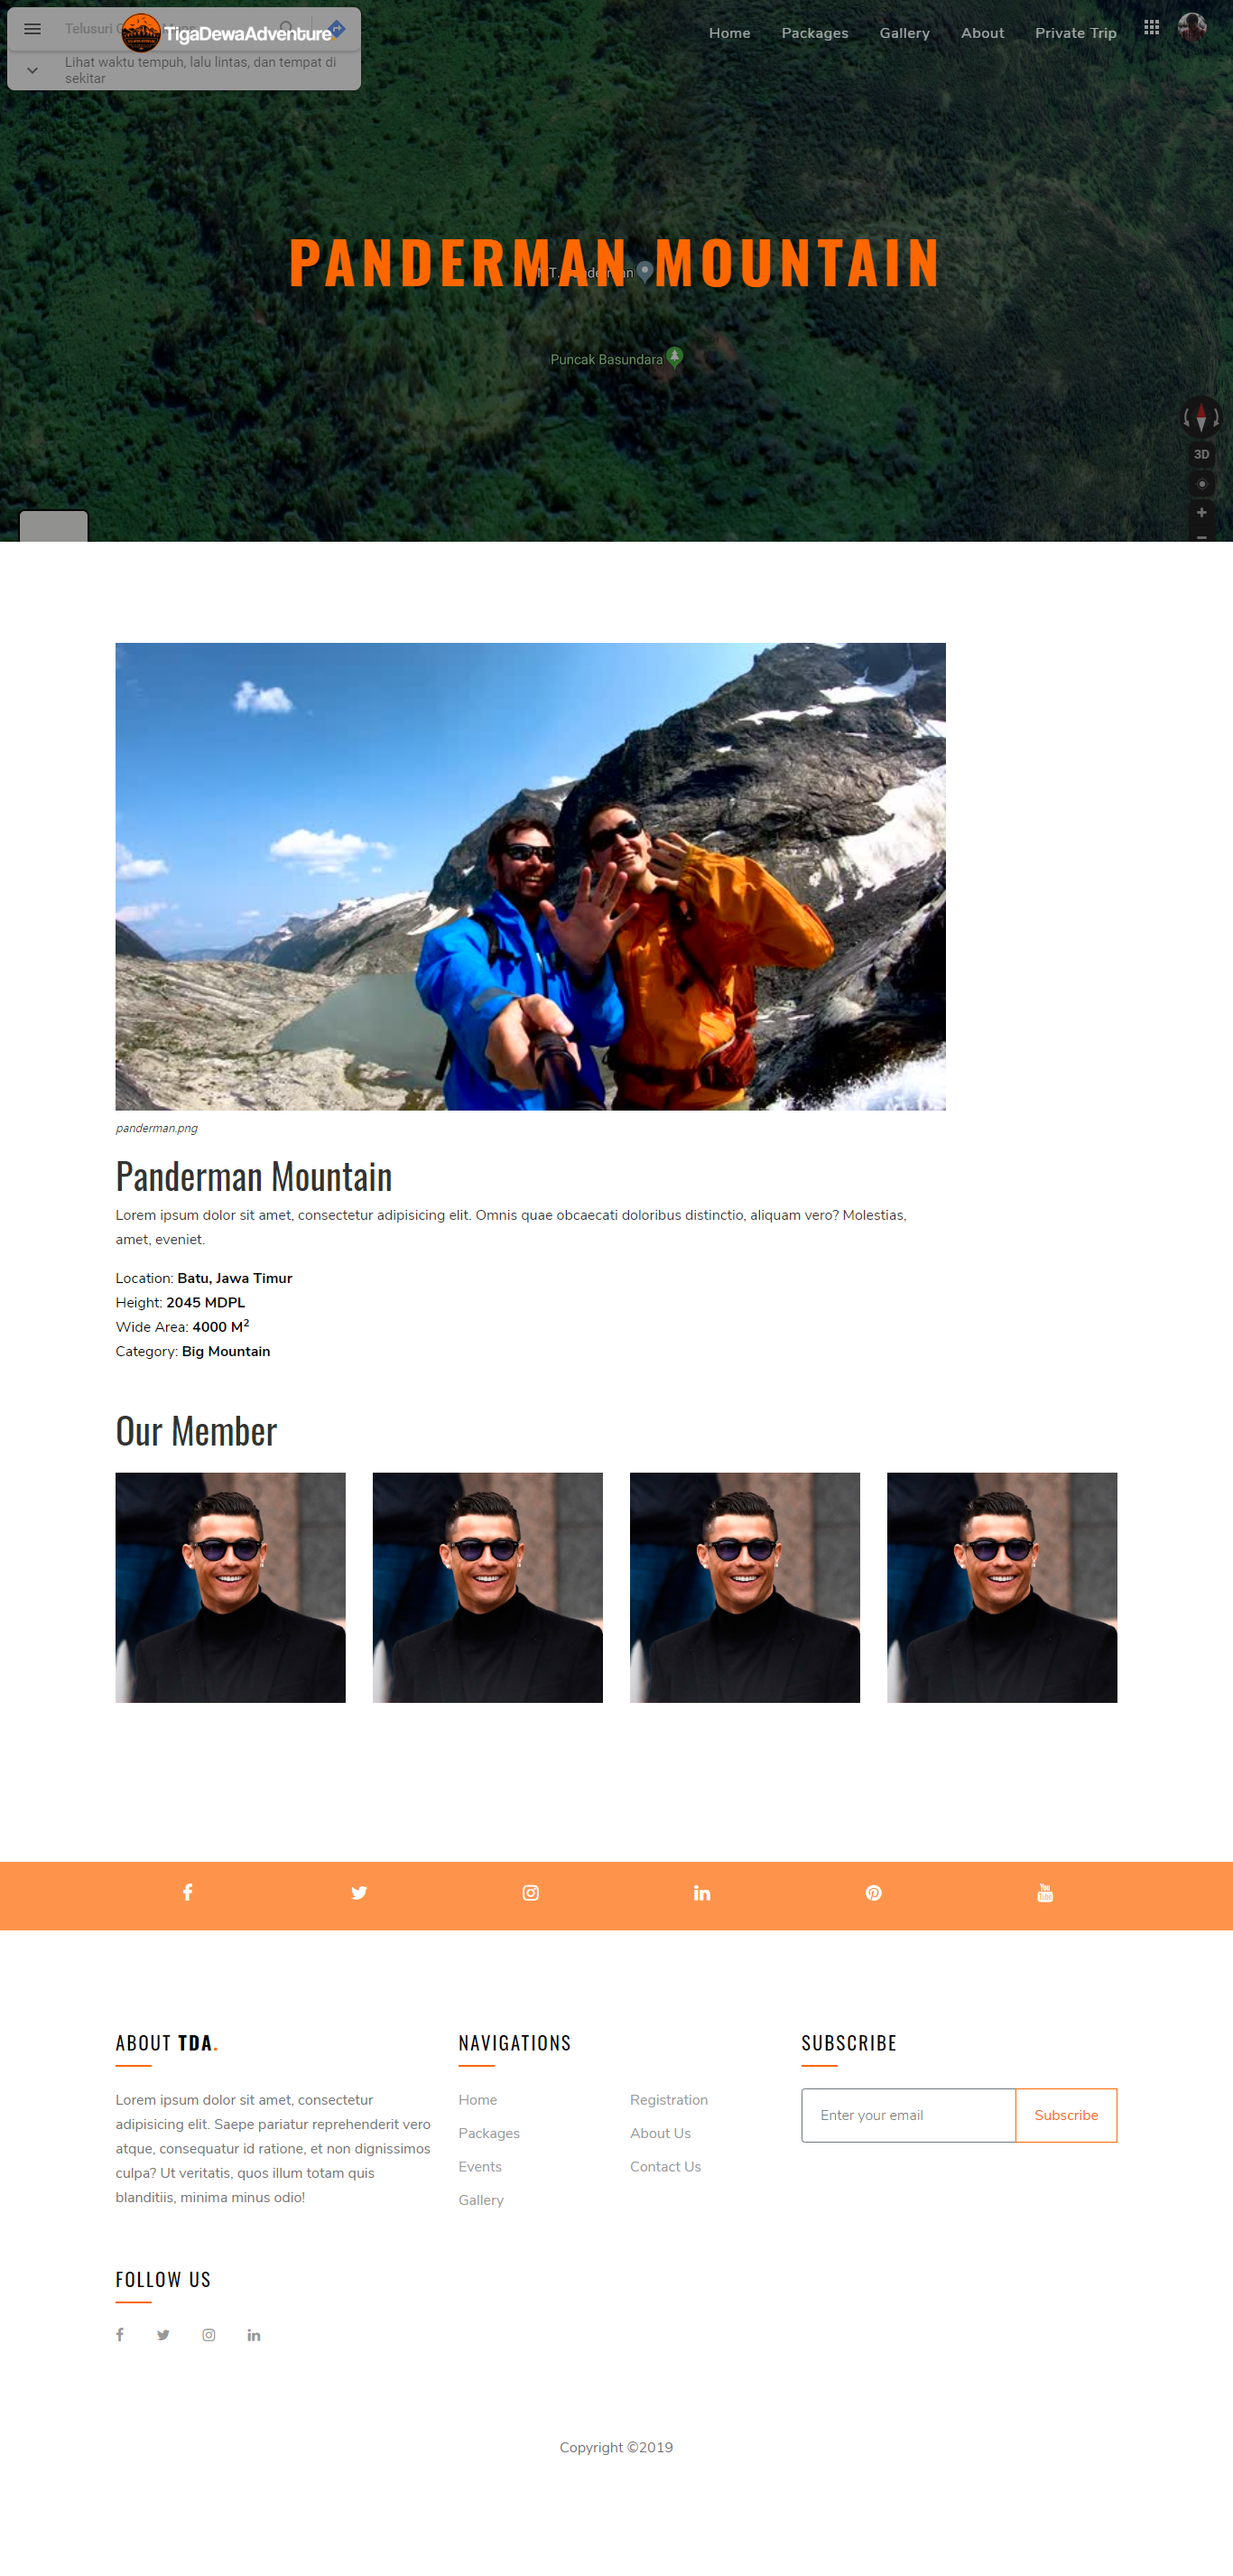 Telusuri
TigaDewaAdventure.
Home
Packages
Gallery
About
Private Trip
Lihat waktu tempuh, lalu lintas, dan tempat di
sekitar
PANDERMAN MOUNTAIN
Puncak Basundara
3D
panderman.png
Panderman Mountain
Lorem ipsum dolor sit amet, consectetur adipisicing elit. Omnis quae obcaecati doloribus distinctio, aliquam vero? Molestias,
amet, eveniet.
Location: Batu, Jawa Timur
Height: 2045 MDPL
Wide Area: 4000 M²
Category: Big Mountain
Our Member
You
Tube
ABOUT TDA.
Lorem ipsum dolor sit amet, consectetur
adipisicing elit. Saepe pariatur reprehenderit vero
atque, consequatur id ratione, et non dignissimos
culpa? Ut veritatis, quos illum totam quis
blanditiis, minima minus odio!
NAVIGATIONS
Home
Packages
Events
Gallery
Registration
About Us
Contact Us
SUBSCRIBE
Enter your email
Subscribe
FOLLOW US
Copyright ©2019